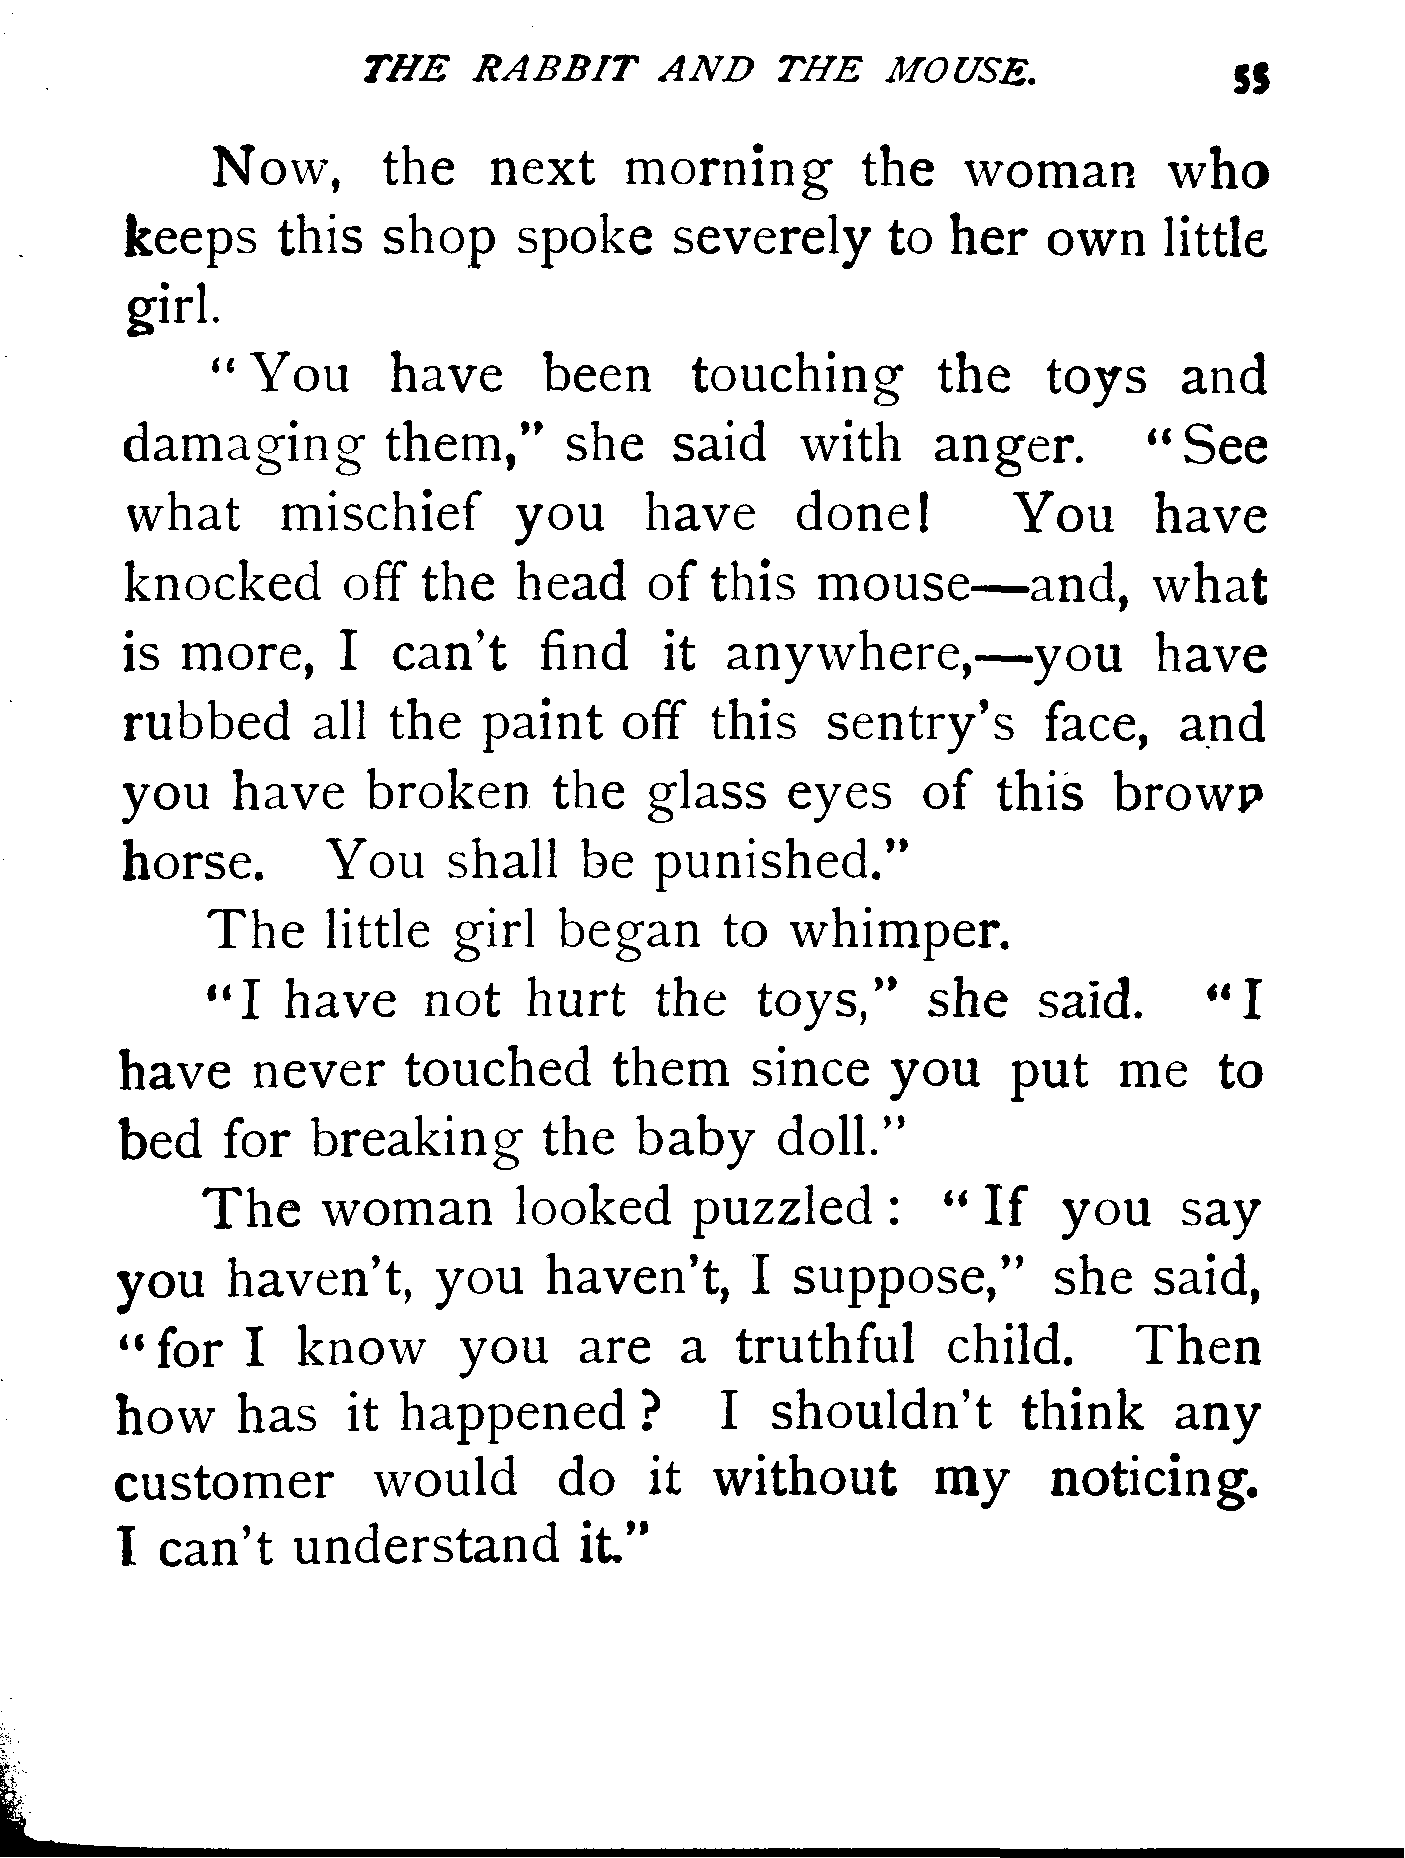 THE RABBIT AND THE MOUSE. 55
Now, the next morning the woman who
keeps this shop spoke severely to her own little
girl.
“You have been touching the toys and
damaging them,” she said with anger. “See
what mischief you have done! You have
knocked off the head of this mouse—and, what
is more, I can't find it anywhere,—you have
rubbed all the paint off this sentry's face, and
you have broken the glass eyes of this brown
horse. You shall be punished.”
The little girl began to whimper.
“I have not hurt the toys,” she said. “I
have never touched them since you put me to
bed for breaking the baby doll.”
The woman looked puzzled: “If you say
you haven't, you haven't, I suppose,” she said,
“for I know you are a truthful child. Then
how has it happened? I shouldn't think any
customer would do it without my noticing.
I can't understand it.”